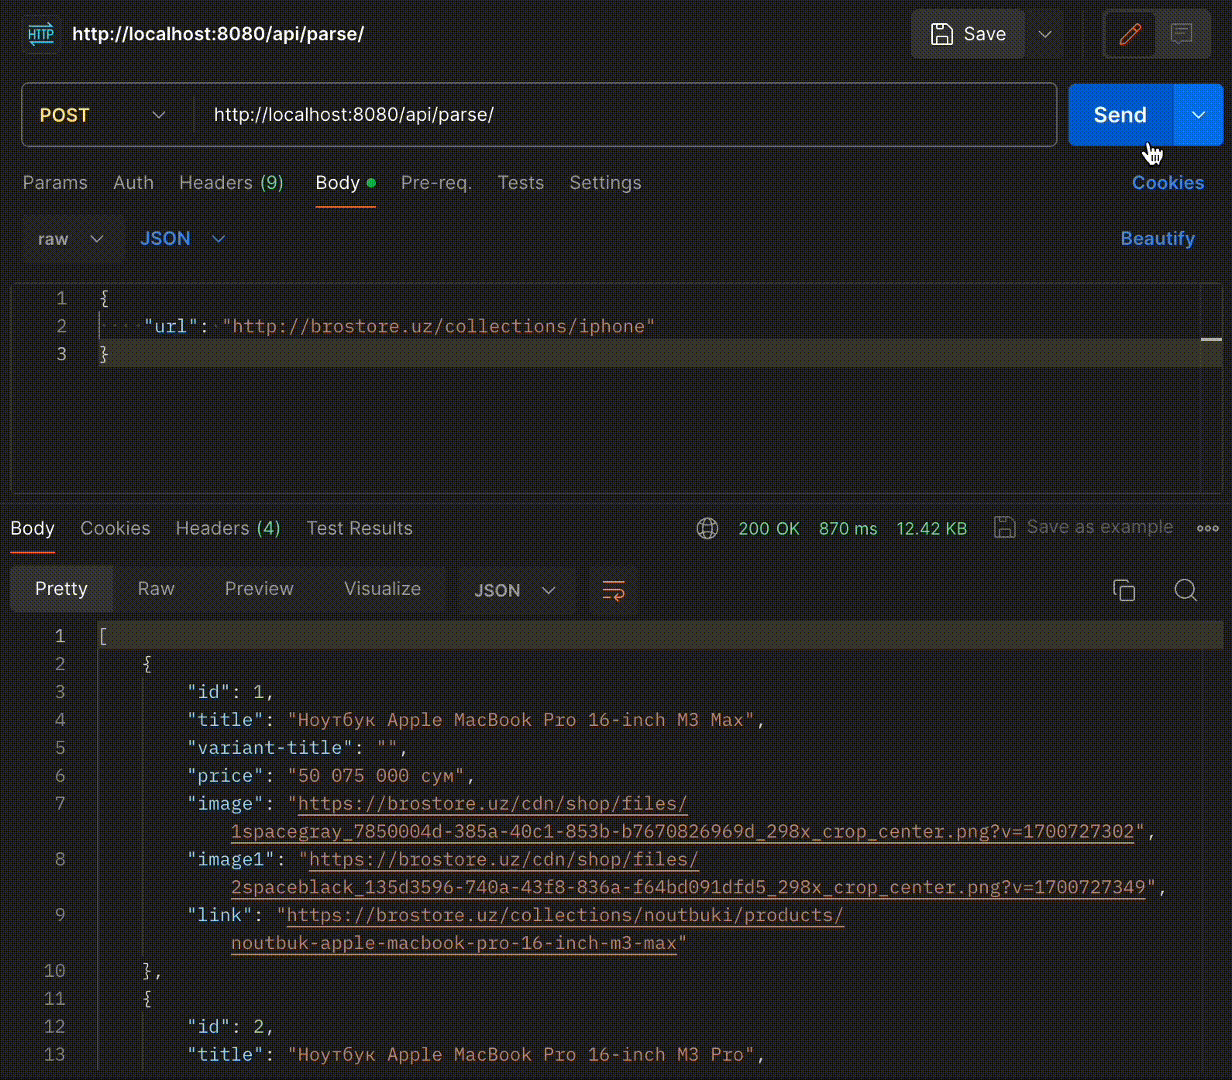 HTTP http://localhost:8080/api/parse/ Save
POST http://localhost:8080/api/parse/ Send
Params Auth Headers (9) Body Pre-req. Tests Settings Cookies
raw JSON Beautify
1 {
2 "url": "http://brostore.uz/collections/iphone"
3 }
Body Cookies Headers (4) Test Results 200 OK 870 ms 12.42 KB Save as example
Pretty Raw Preview Visualize JSON
1 [
2 {
3 "id": 1,
4 "title": "Ноутбук Apple MacBook Pro 16-inch M3 Max",
5 "variant-title": "",
6 "price": "50 075 000 сум",
7 "image": "https://brostore.uz/cdn/shop/files/
1spacegray_7850004d-385a-40c1-853b-b7670826969d_298x_crop_center.png?v=1700727302",
8 "image1": "https://brostore.uz/cdn/shop/files/
2spaceblack_135d3596-740a-43f8-836a-f64bd091dfd5_298x_crop_center.png?v=1700727349",
9 "link": "https://brostore.uz/collections/noutbuki/products/
noutbuk-apple-macbook-pro-16-inch-m3-max"
10 },
11 {
12 "id": 2,
13 "title": "Ноутбук Apple MacBook Pro 16-inch M3 Pro",